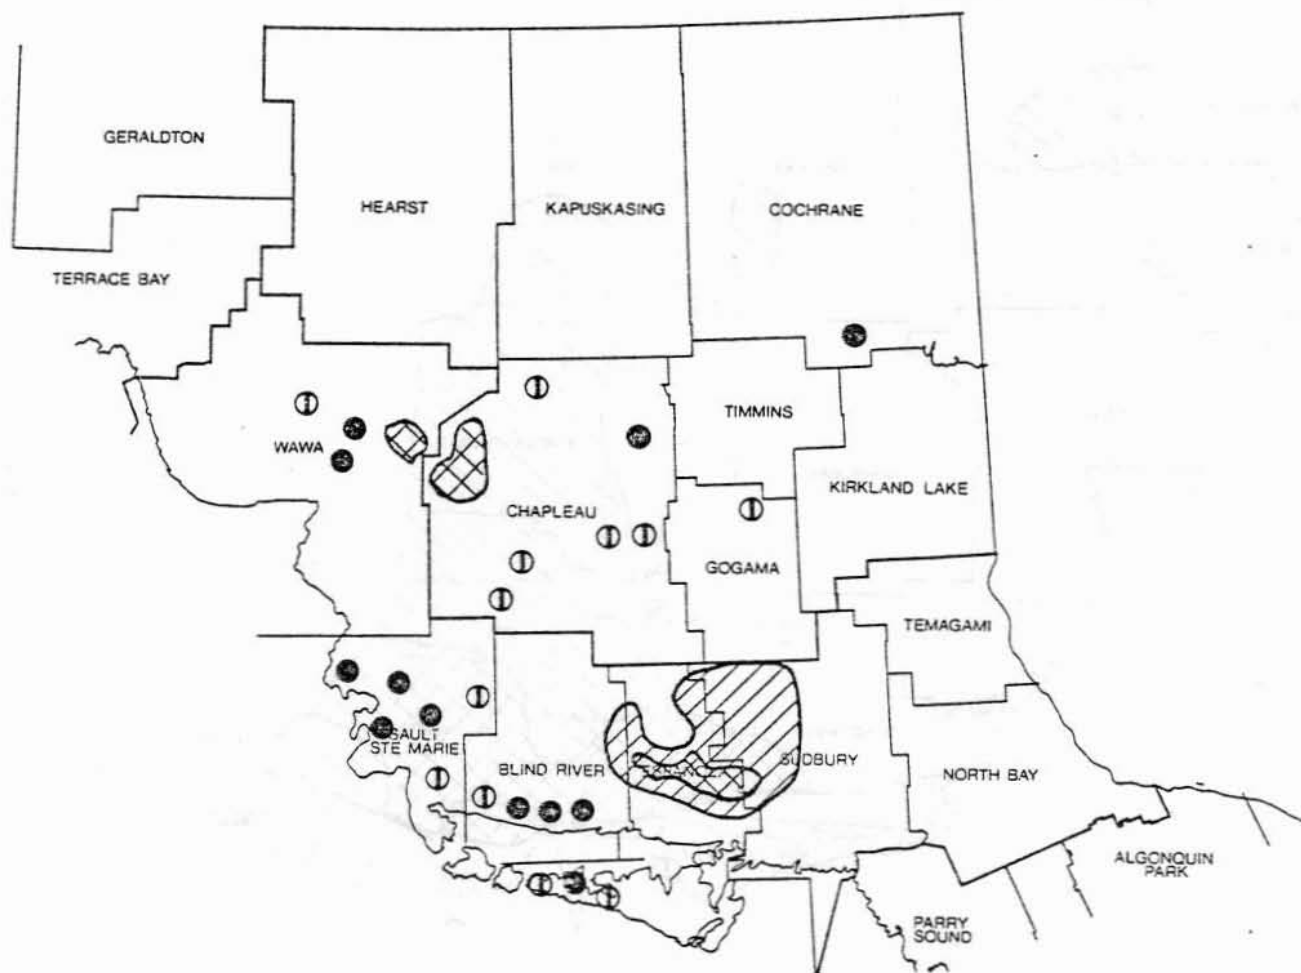 GERALDTON
HEARST
KAPUSKASING
COCHRANE
TERRACE BAY
TIMMINS
WAWA
KIRKLAND LAKE
CHAPLEAU
GOGAMA
TEMAGAMI
SAULT
STE MARIE
BLIND RIVER
SUDBURY
NORTH BAY
ALGONQUIN
PARK
PARRY
SOUND